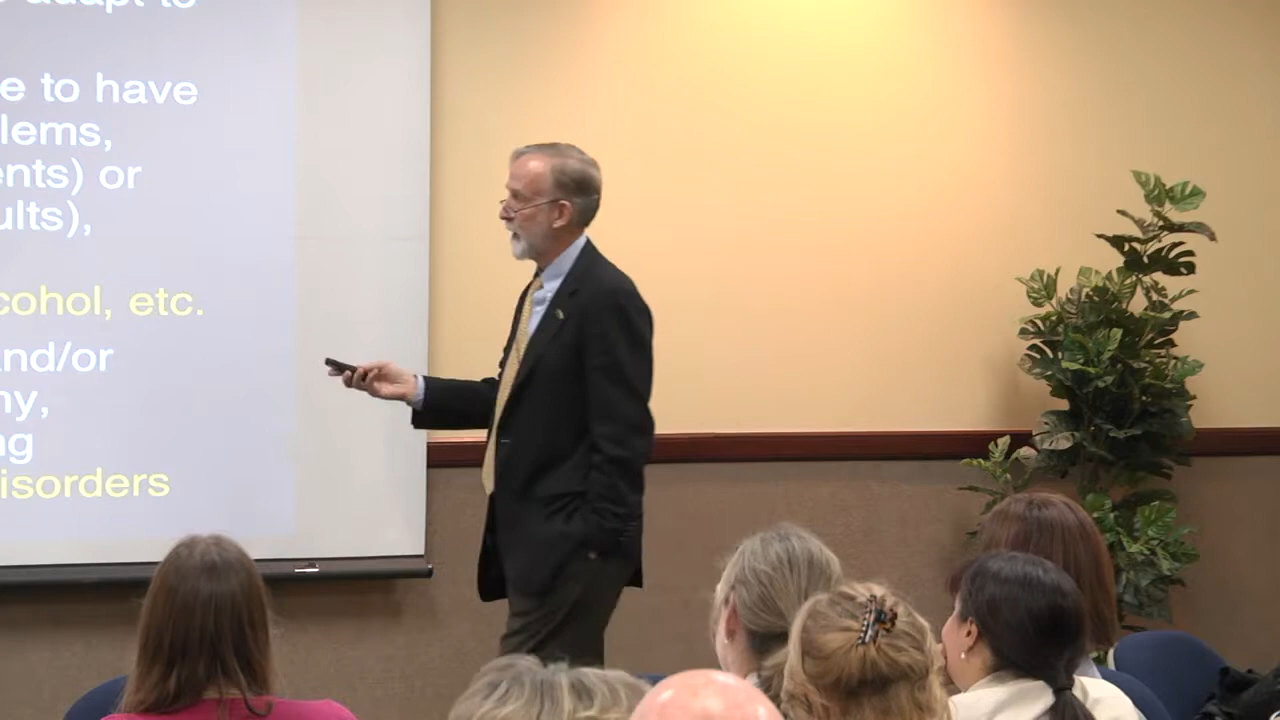 adapt to
e to have
lems,
ents) or
ults),
cohol, etc.
nd/or
ny,
ng
isorders